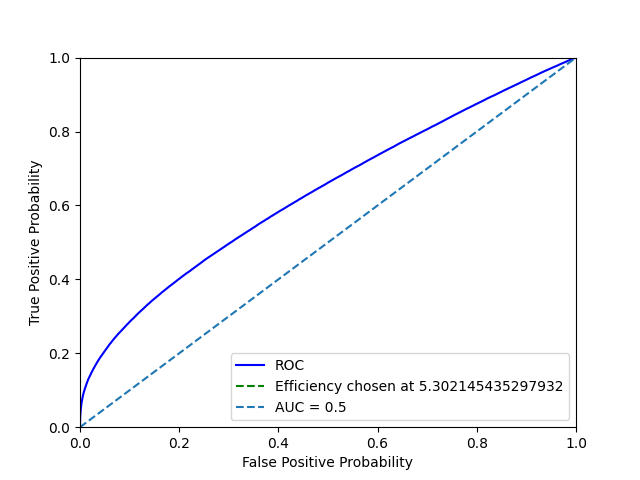 1.0
0.8
0.6
0.4
0.2
0.0
True Positive Probability
ROC
Efficiency chosen at 5.302145435297932
AUC = 0.5
0.0 0.2 0.4 0.6 0.8 1.0
False Positive Probability